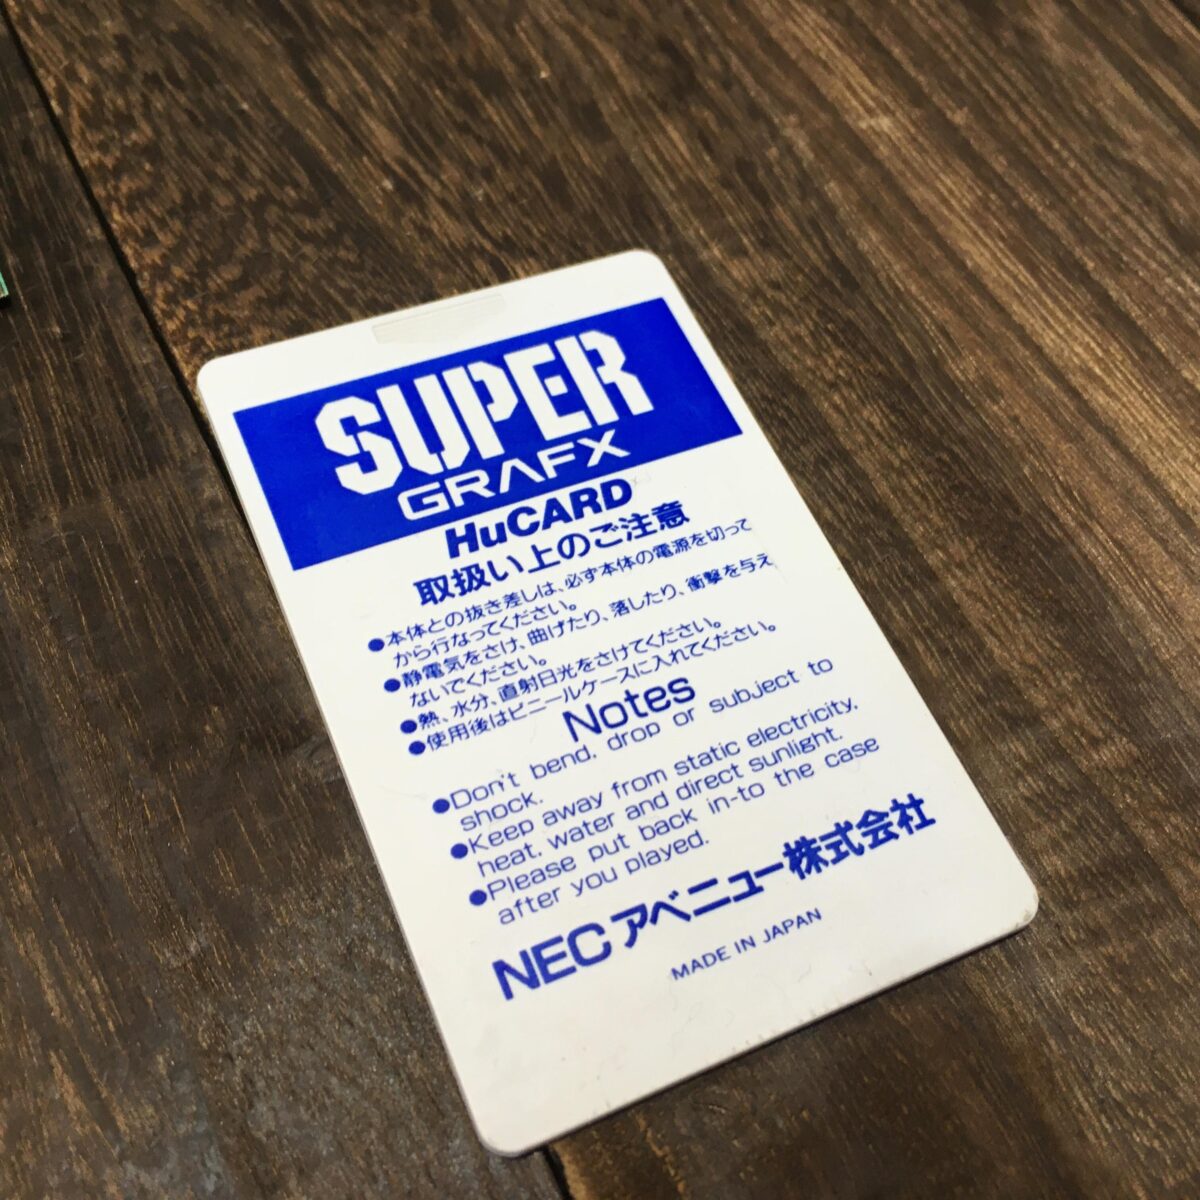 SUPER
GRAFX
HuCARD
取扱い上のご注意
●本体との抜き差しは、必ず本体の電源を切って
から行なってください。
●静電気をさけ、曲げたり、落したり、衝撃を与え
ないでください。
●熱、水分、直射日光をさけてください。
●使用後はビニールケースに入れてください。
Notes
●Don't bend, drop or subject to
shock.
●Keep away from static electricity,
heat, water and direct sunlight.
●Please put back in-to the case
after you played.
NECアベニュー株式会社
MADE IN JAPAN